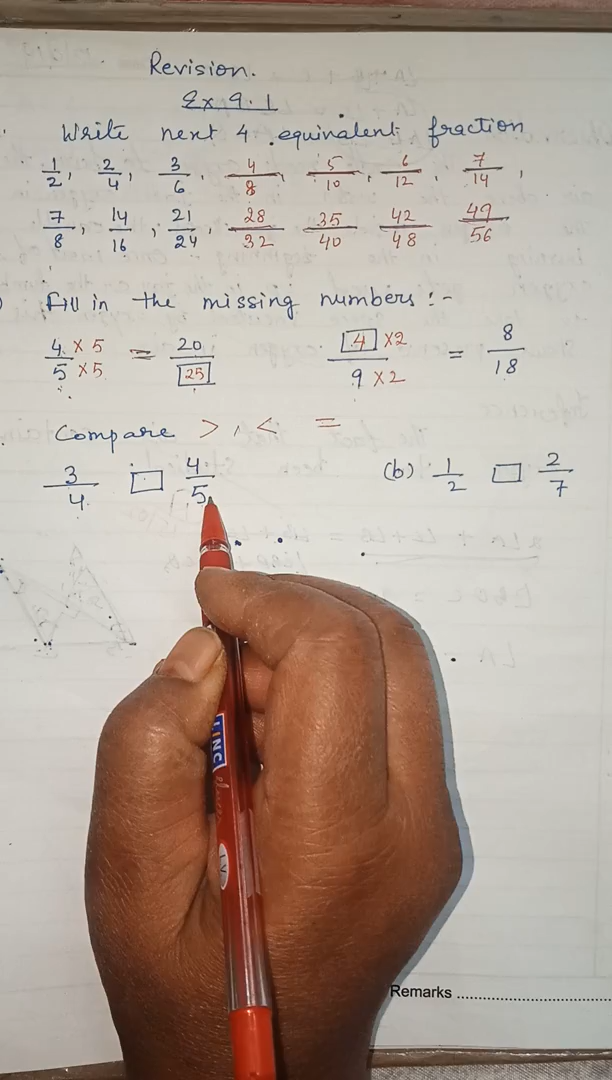 Revision.
Ex 9.1
Write next 4 equivalent fraction
1/2, 2/4, 3/6, 4/8, 5/10, 6/12, 7/14,
7/8, 14/16, 21/24 28/32 35/40 42/48 49/56
Fill in the missing numbers :-
4 × 5 / 5 × 5 = 20/25 4 ×2 / 9 ×2 = 8/18
Compare >, < =
3/4 □ 4/5 (b) 1/2 □ 2/7
LINC
Remarks